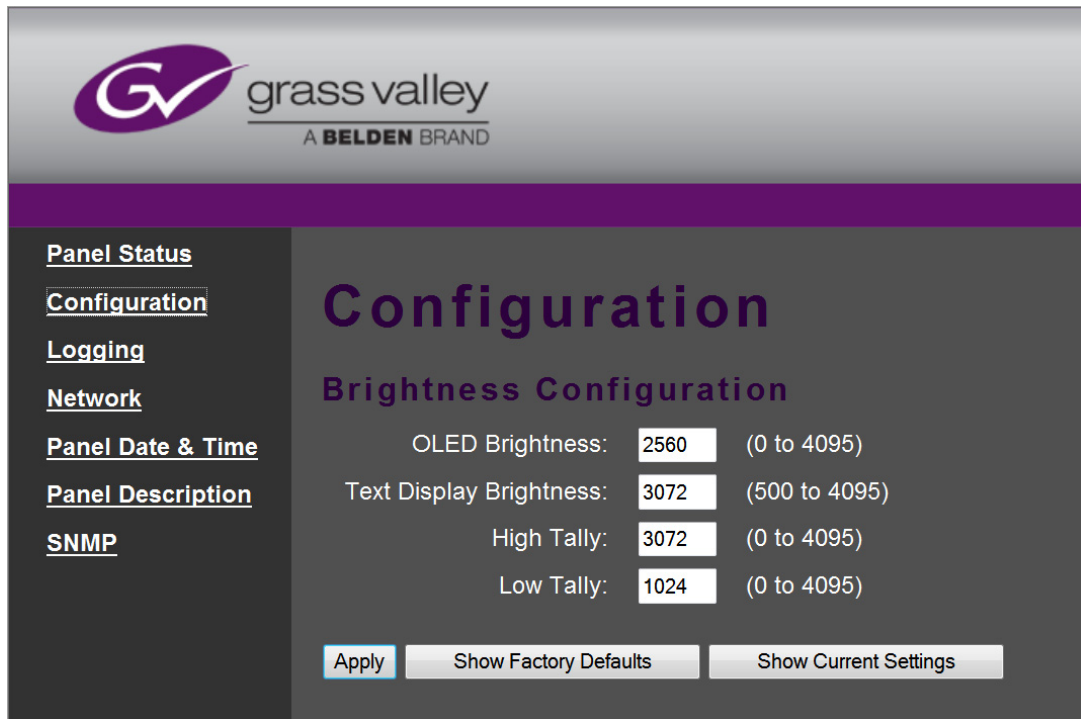 GV
grass valley
A BELDEN BRAND
Panel Status
Configuration
Logging
Network
Panel Date & Time
Panel Description
SNMP
Configuration
Brightness Configuration
OLED Brightness: 2560 (0 to 4095)
Text Display Brightness: 3072 (500 to 4095)
High Tally: 3072 (0 to 4095)
Low Tally: 1024 (0 to 4095)
Apply Show Factory Defaults Show Current Settings